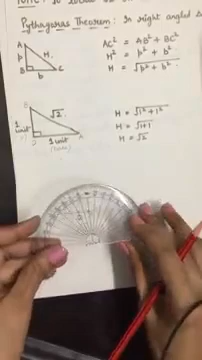 Pythagoras Theorem: In right angled
A
p
H
B
b
C
AC² = AB² + BC²
H² = p² + b²
H = √p² + b².
B
1
unit
√2
1 unit
H = √1² + 1²
H = √1+1
H = √2